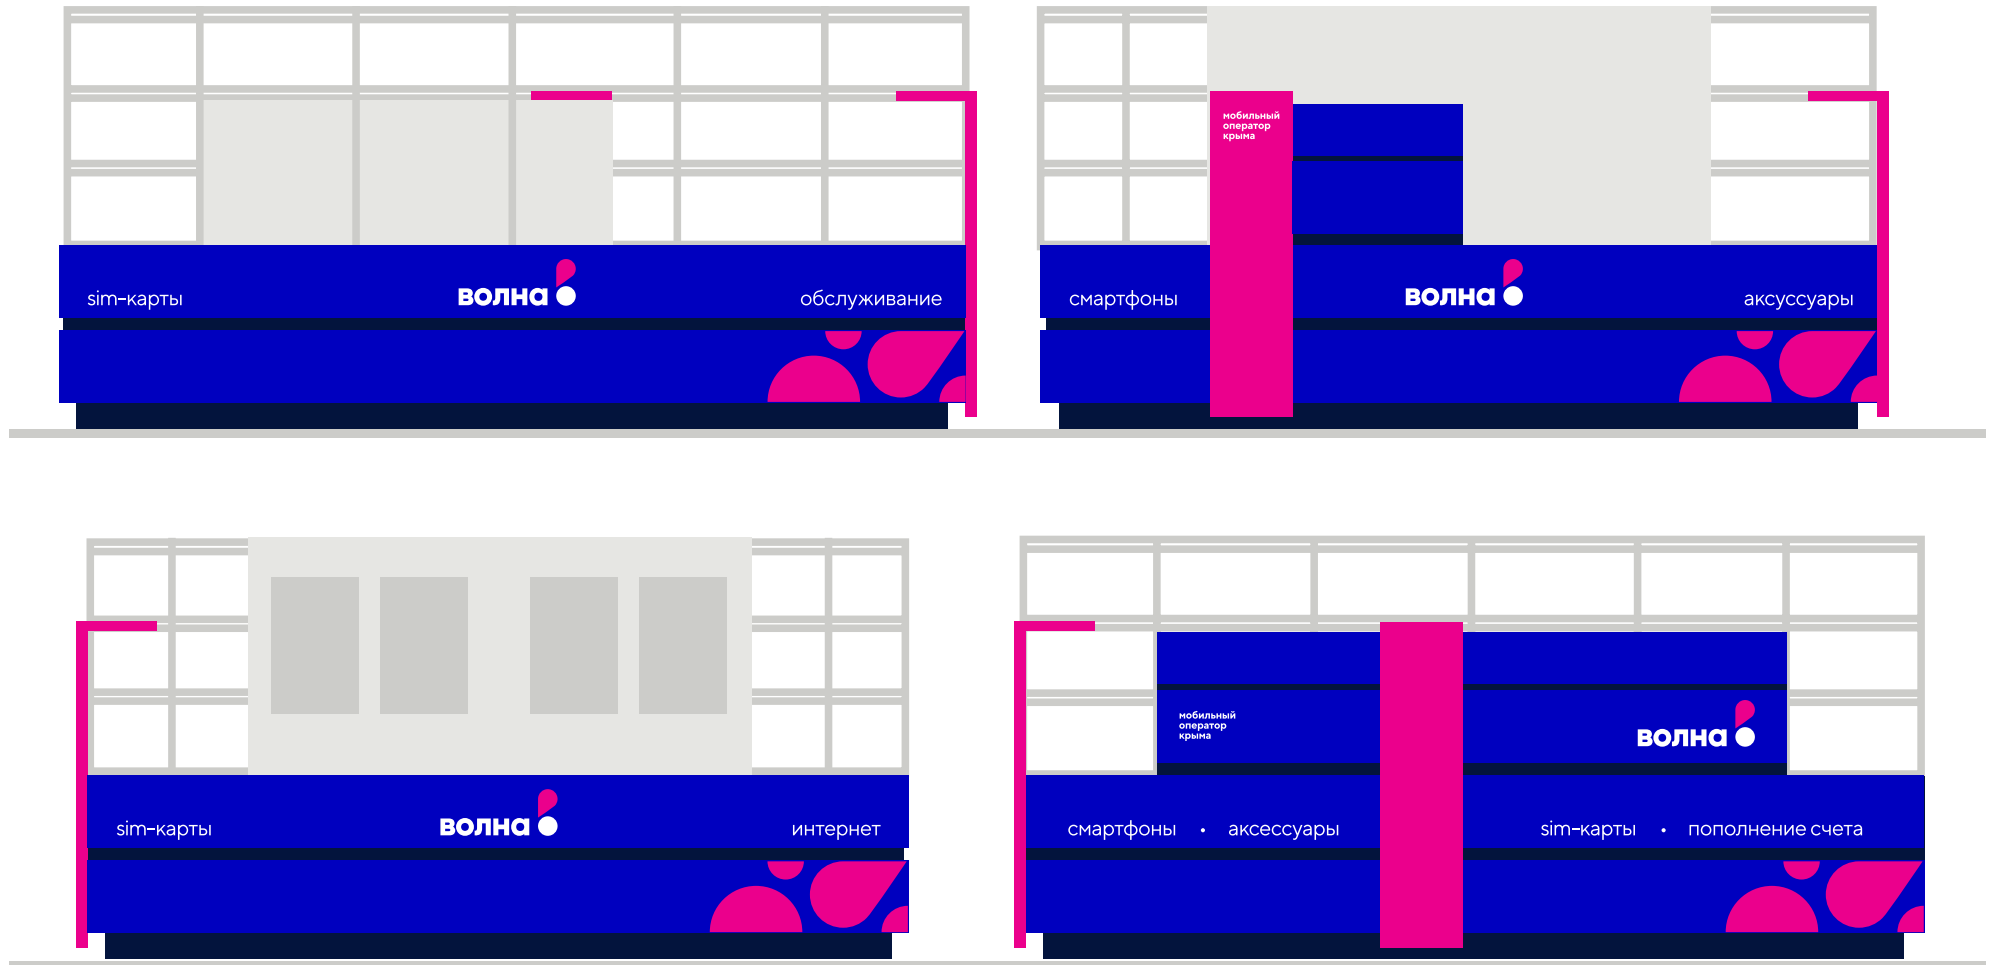 sim-карты
волна
обслуживание
мобильный
оператор
крыма
смартфоны
волна
аксуссуары
sim-карты
волна
интернет
мобильный
оператор
крыма
волна
смартфоны • аксессуары
sim-карты • пополнение счета